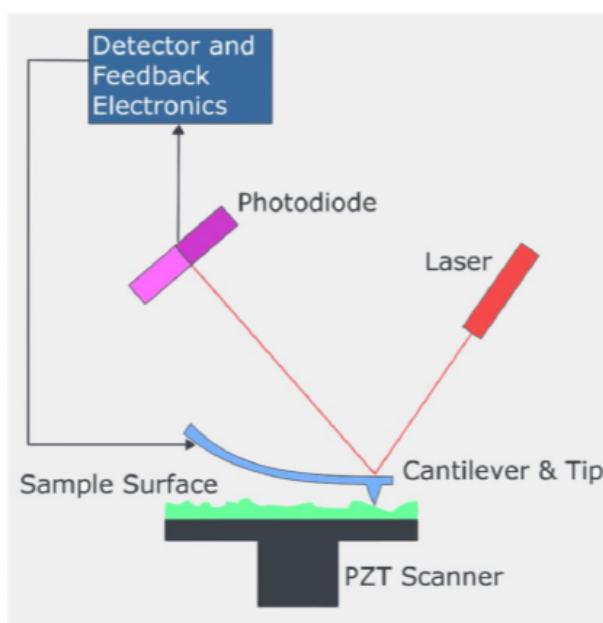 Detector and
Feedback
Electronics
Photodiode
Laser
Cantilever & Tip
Sample Surface
PZT Scanner